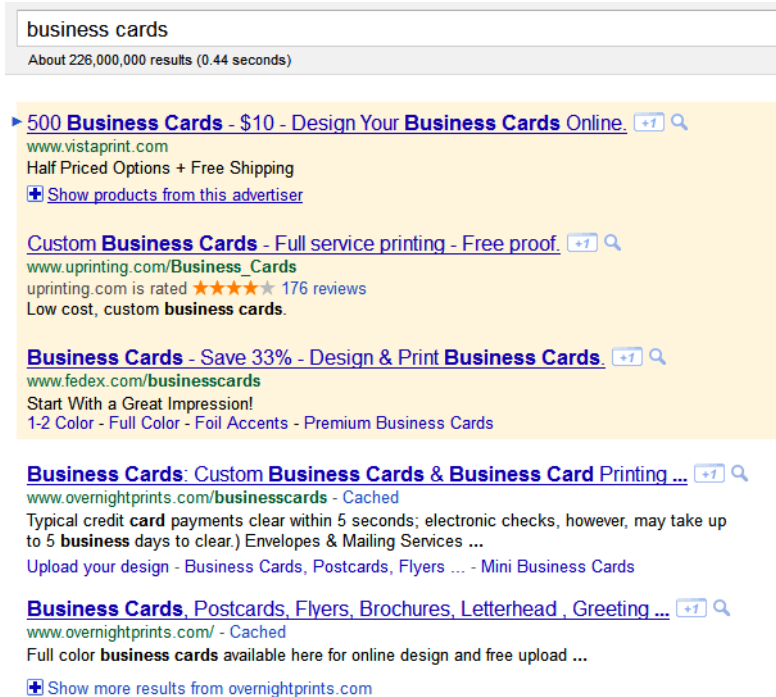 business cards
About 226,000,000 results (0.44 seconds)
500 Business Cards - $10 - Design Your Business Cards Online. +1
www.vistaprint.com
Half Priced Options + Free Shipping
Show products from this advertiser
Custom Business Cards - Full service printing - Free proof. +1
www.uprinting.com/Business_Cards
uprinting.com is rated 176 reviews
Low cost, custom business cards.
Business Cards - Save 33% - Design & Print Business Cards. +1
www.fedex.com/businesscards
Start With a Great Impression!
1-2 Color - Full Color - Foil Accents - Premium Business Cards
Business Cards: Custom Business Cards & Business Card Printing ... +1
www.overnightprints.com/businesscards - Cached
Typical credit card payments clear within 5 seconds; electronic checks, however, may take up
to 5 business days to clear.) Envelopes & Mailing Services ...
Upload your design - Business Cards, Postcards, Flyers ... - Mini Business Cards
Business Cards, Postcards, Flyers, Brochures, Letterhead , Greeting ... +1
www.overnightprints.com/ - Cached
Full color business cards available here for online design and free upload ...
Show more results from overnightprints.com